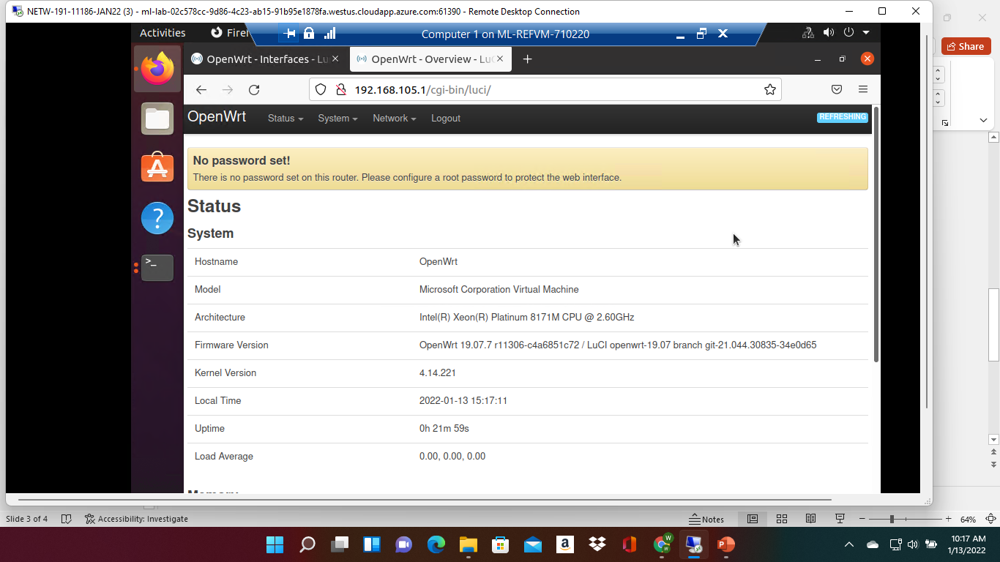 NETW-191-11186-JAN22 (3) - ml-lab-02c578cc-9d86-4c23-ab15-91b95e1878fa.westus.cloudapp.azure.com:61390 - Remote Desktop Connection
Activities
Computer 1 on ML-REFVM-710220
Share
OpenWrt - Interfaces - Lu
OpenWrt - Overview - Lu
192.168.105.1/cgi-bin/luci/
OpenWrt Status System Network Logout REFRESHING
No password set!
There is no password set on this router. Please configure a root password to protect the web interface.
Status
System
Hostname OpenWrt
Model Microsoft Corporation Virtual Machine
Architecture Intel(R) Xeon(R) Platinum 8171M CPU @ 2.60GHz
Firmware Version OpenWrt 19.07.7 r11306-c4a6851c72 / LuCI openwrt-19.07 branch git-21.044.30835-34e0d65
Kernel Version 4.14.221
Local Time 2022-01-13 15:17:11
Uptime 0h 21m 59s
Load Average 0.00, 0.00, 0.00
Slide 3 of 4 Accessibility: Investigate Notes 64%
10:17 AM
1/13/2022